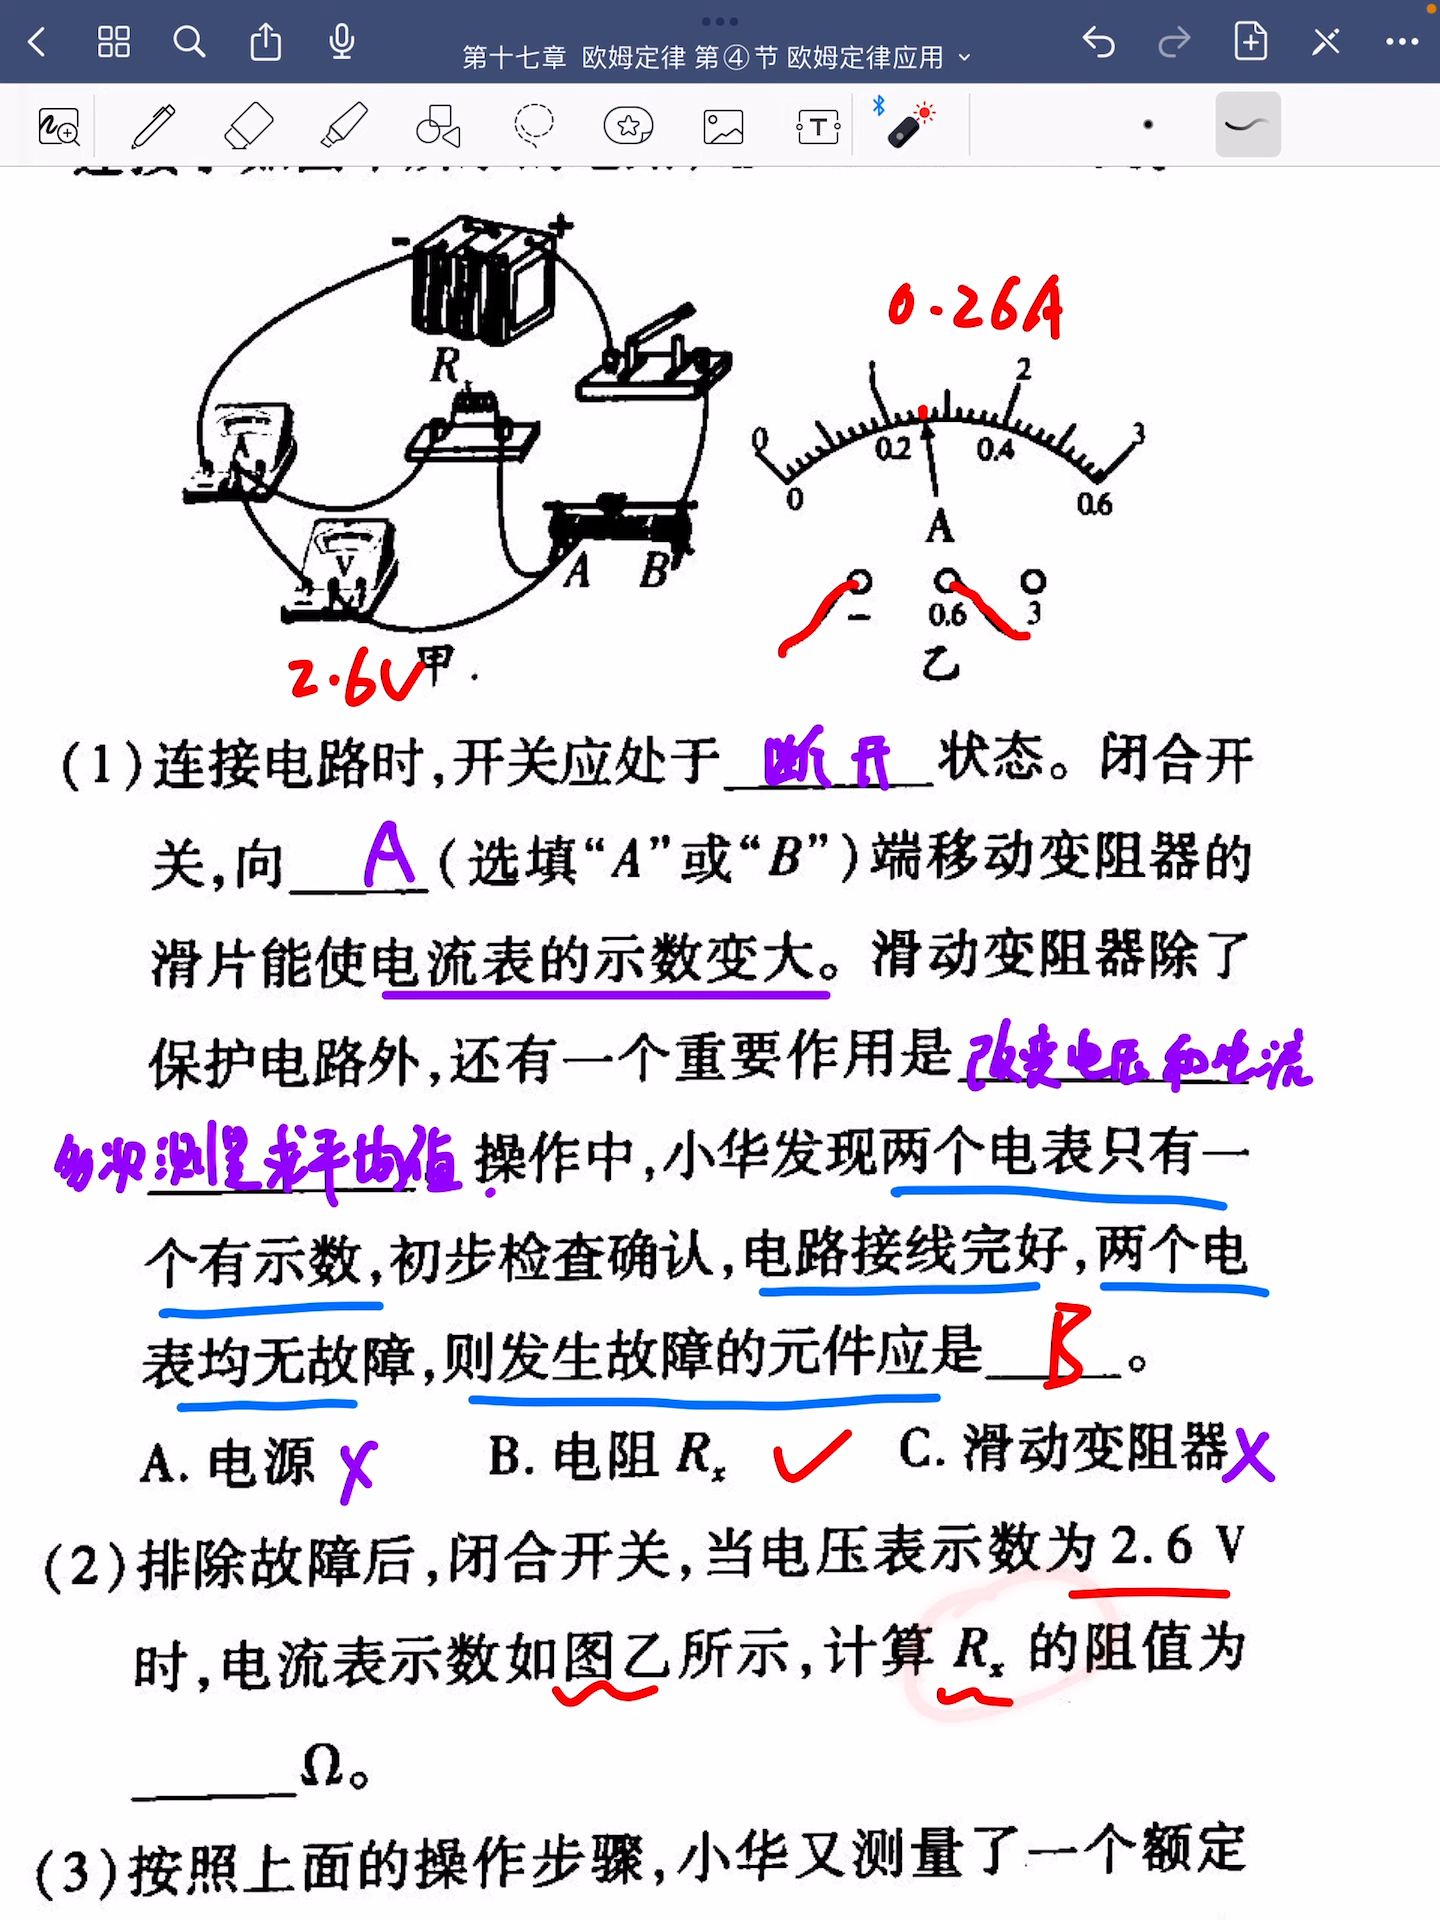 第十七章 欧姆定律 第④节 欧姆定律应用
- +
R
A
V
A B
甲.
2.6V
0.26A
0 1 2 3
0 0.2 0.4 0.6
A
- 0.6 3
乙
(1)连接电路时,开关应处于断开状态。闭合开
关,向A(选填“A”或“B”)端移动变阻器的
滑片能使电流表的示数变大。滑动变阻器除了
保护电路外,还有一个重要作用是改变电压和电流
多次测量求平均值.操作中,小华发现两个电表只有一
个有示数,初步检查确认,电路接线完好,两个电
表均无故障,则发生故障的元件应是B。
A. 电源 X B. 电阻 Rx ✓ C. 滑动变阻器 X
(2)排除故障后,闭合开关,当电压表示数为 2.6 V
时,电流表示数如图乙所示,计算 Rx 的阻值为
____Ω。
(3)按照上面的操作步骤,小华又测量了一个额定